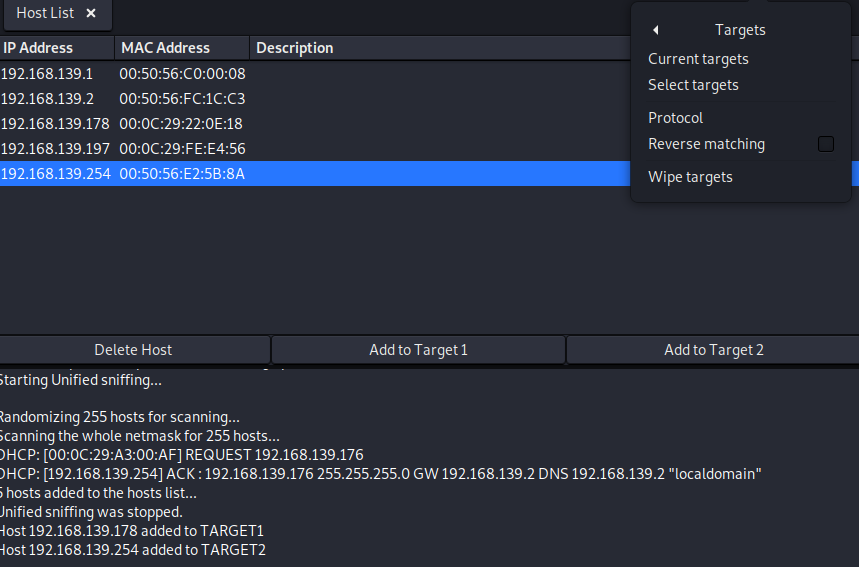 Host List ×
Targets
IP Address MAC Address Description
Current targets
192.168.139.1 00:50:56:C0:00:08
Select targets
192.168.139.2 00:50:56:FC:1C:C3
Protocol
192.168.139.178 00:0C:29:22:0E:18
Reverse matching
192.168.139.197 00:0C:29:FE:E4:56
192.168.139.254 00:50:56:E2:5B:8A
Wipe targets
Delete Host Add to Target 1 Add to Target 2
Starting Unified sniffing...
Randomizing 255 hosts for scanning...
Scanning the whole netmask for 255 hosts...
DHCP: [00:0C:29:A3:00:AF] REQUEST 192.168.139.176
DHCP: [192.168.139.254] ACK : 192.168.139.176 255.255.255.0 GW 192.168.139.2 DNS 192.168.139.2 "localdomain"
5 hosts added to the hosts list...
Unified sniffing was stopped.
Host 192.168.139.178 added to TARGET1
Host 192.168.139.254 added to TARGET2